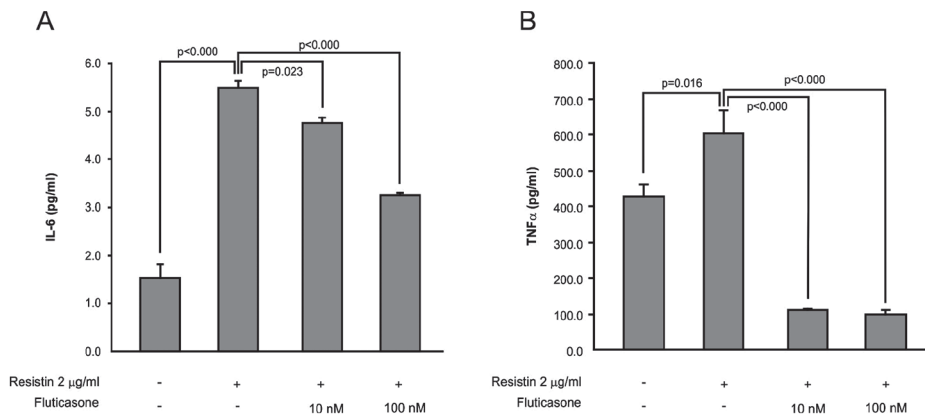 A
p<0.000
p<0.000
p=0.023
6.0
5.0
4.0
3.0
2.0
1.0
0.0
IL-6 (pg/ml)
Resistin 2 µg/ml - + + +
Fluticasone - - 10 nM 100 nM
B
p=0.016
p<0.000
p<0.000
800.0
700.0
600.0
500.0
400.0
300.0
200.0
100.0
0.0
TNFα (pg/ml)
Resistin 2 µg/ml - + + +
Fluticasone - - 10 nM 100 nM